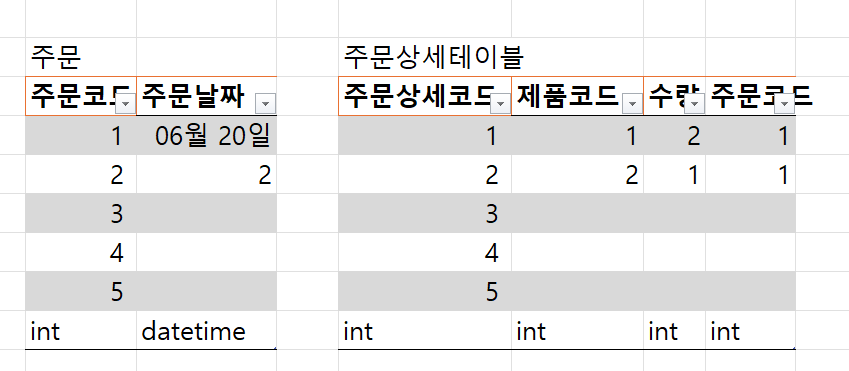 주문 주문상세테이블
주문코드 주문날짜 주문상세코드 제품코드 수량 주문코드
1 06월 20일 1 1 2 1
2 2 2 2 1 1
3 3
4 4
5 5
int datetime int int int int